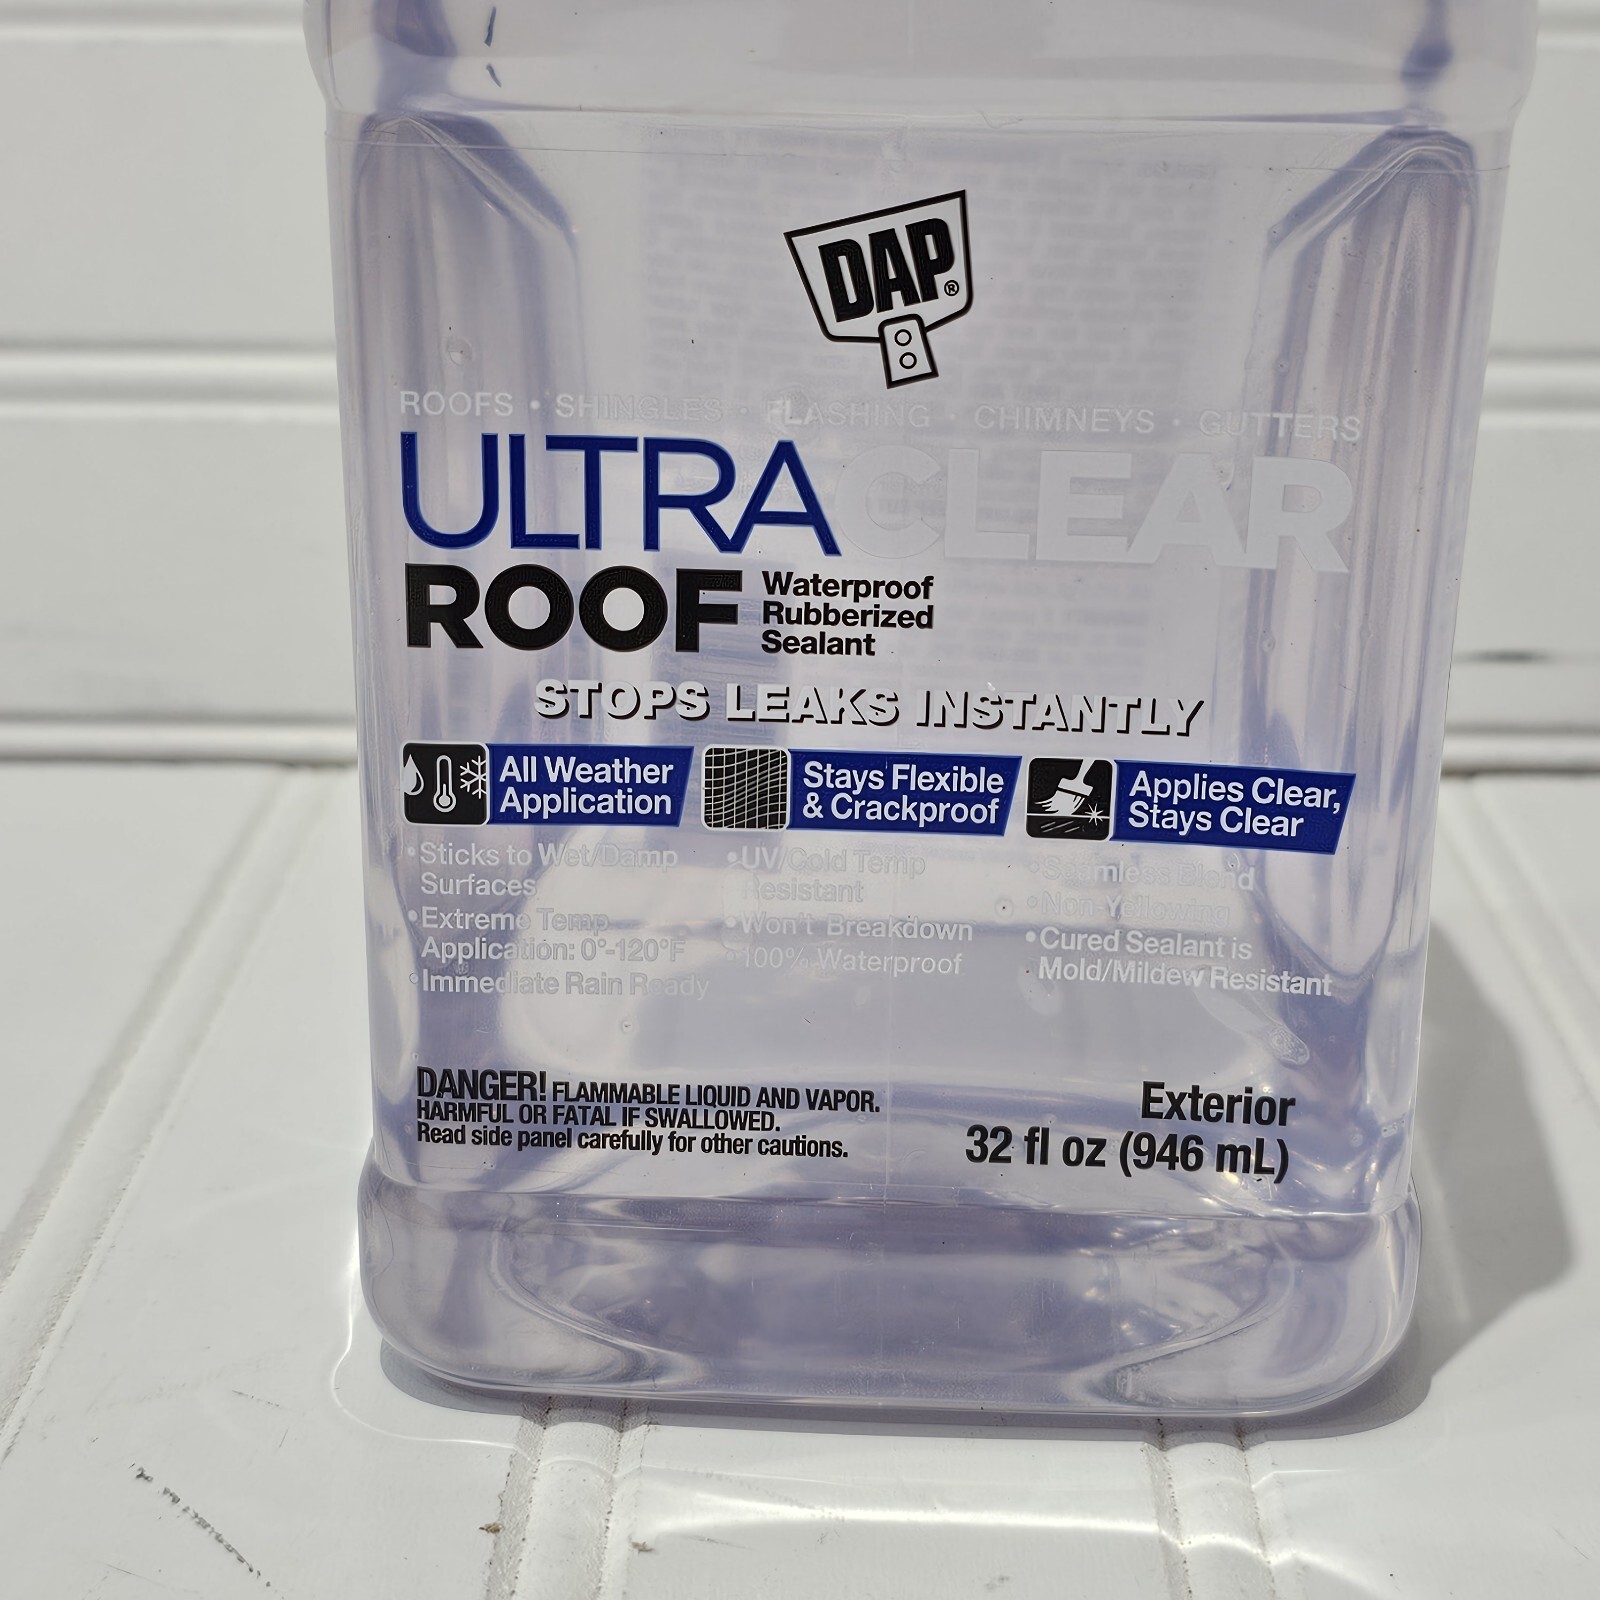 DAP®
ROOFS • SHINGLES • FLASHING • CHIMNEYS • GUTTERS
ULTRACLEAR
ROOF
Waterproof
Rubberized
Sealant
STOPS LEAKS INSTANTLY
All Weather
Application
•Sticks to Wet/Damp
Surfaces
•Extreme Temp
Application: 0°-120°F
•Immediate Rain Ready
Stays Flexible
& Crackproof
•UV/Cold Temp
Resistant
•Won't Breakdown
•100% Waterproof
Applies Clear,
Stays Clear
•Seamless Blend
•Non-Yellowing
•Cured Sealant is
Mold/Mildew Resistant
DANGER! FLAMMABLE LIQUID AND VAPOR.
HARMFUL OR FATAL IF SWALLOWED.
Read side panel carefully for other cautions.
Exterior
32 fl oz (946 mL)